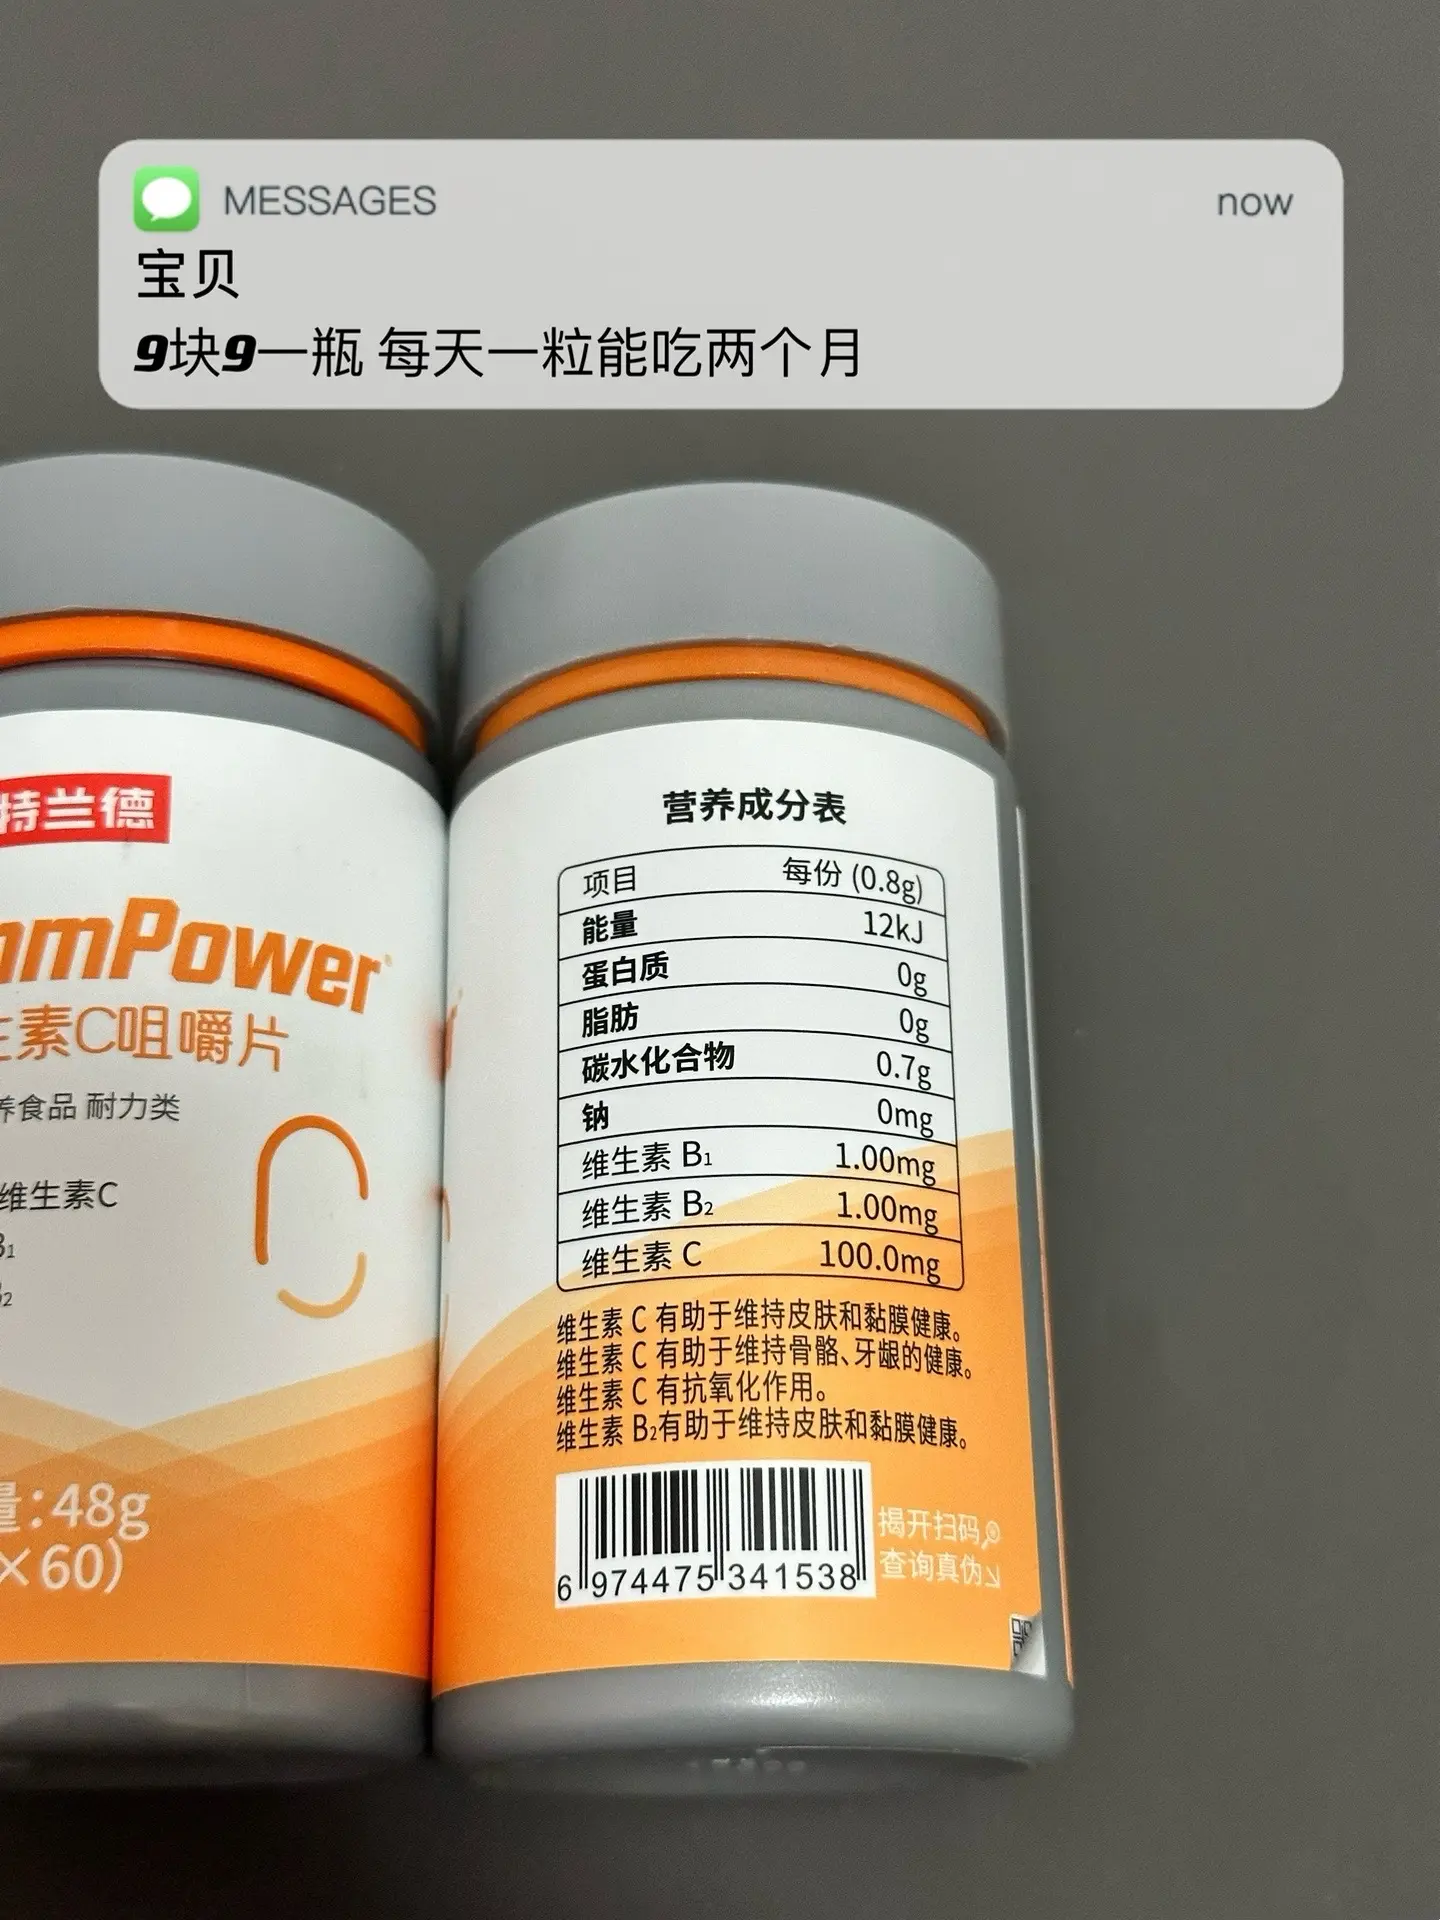 MESSAGES
now
宝贝
9块9一瓶 每天一粒能吃两个月
特兰德
amPower
生素C咀嚼片
养食品 耐力类
维生素C
B₁
B₂
量:48g
×60)
营养成分表
项目 每份 (0.8g)
能量 12kJ
蛋白质 0g
脂肪 0g
碳水化合物 0.7g
钠 0mg
维生素 B₁ 1.00mg
维生素 B₂ 1.00mg
维生素 C 100.0mg
维生素 C 有助于维持皮肤和黏膜健康。
维生素 C 有助于维持骨骼、牙龈的健康。
维生素 C 有抗氧化作用。
维生素 B₂有助于维持皮肤和黏膜健康。
6 974475 341538
揭开扫码
查询真伪